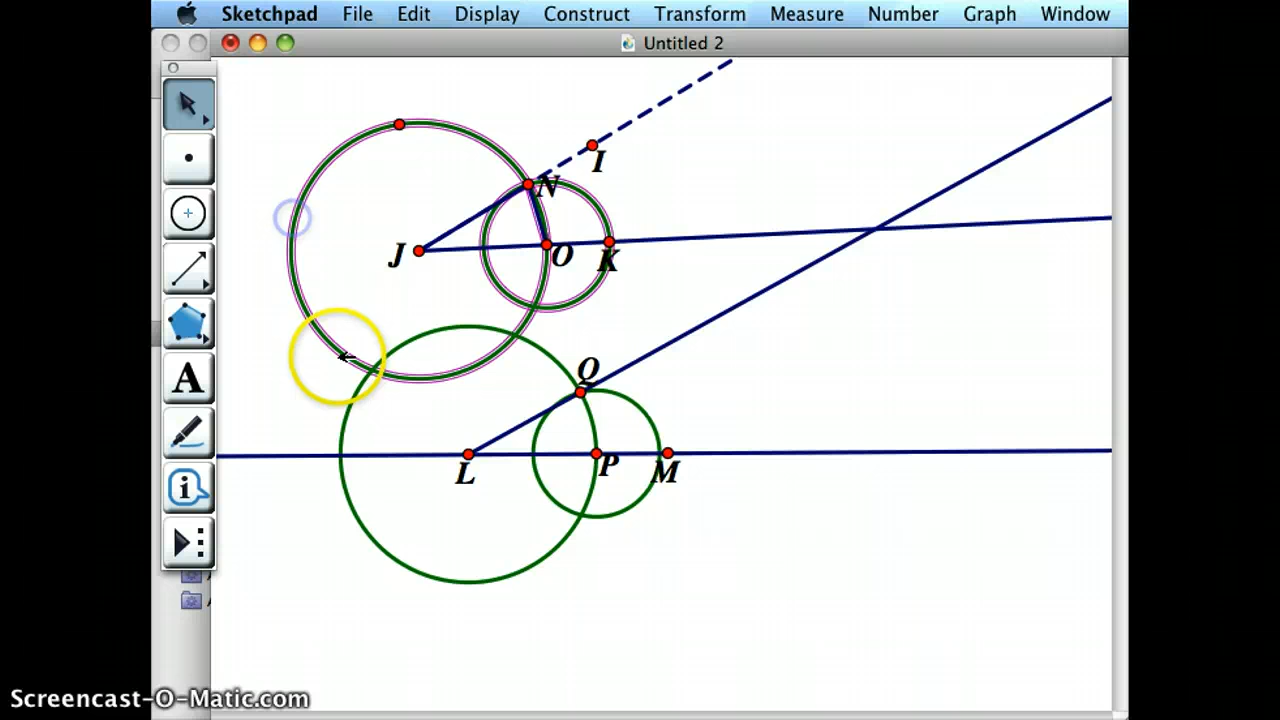 Sketchpad File Edit Display Construct Transform Measure Number Graph Window
Untitled 2
I
N
J
O
K
A
Q
L
P
M
i
Screencast-O-Matic.com